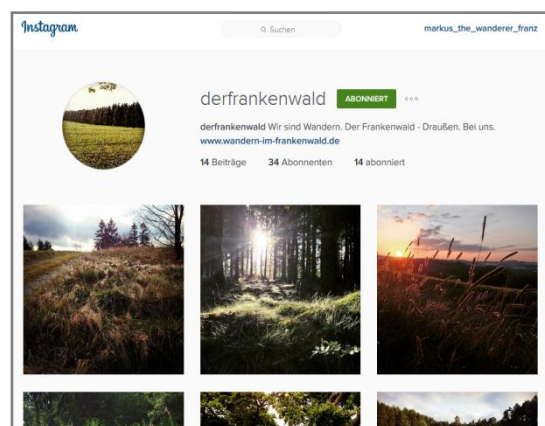 Instagram
Suchen
markus_the_wanderer_franz
derfrankenwald ABONNIERT
derfrankenwald Wir sind Wandern. Der Frankenwald - Draußen. Bei uns.
www.wandern-im-frankenwald.de
14 Beiträge 34 Abonnenten 14 abonniert